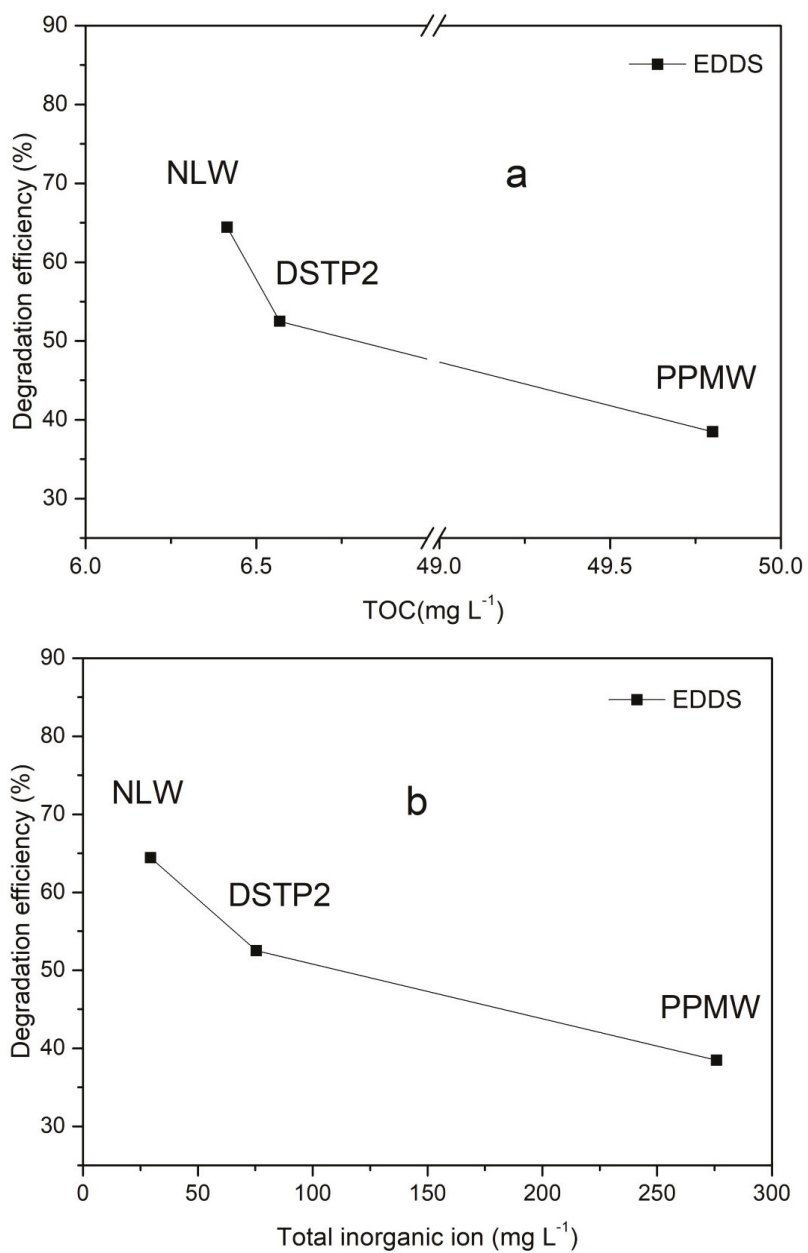 90
80
70
60
50
40
30
Degradation efficiency (%)
EDDS
a
NLW
DSTP2
PPMW
6.0 6.5 49.0 49.5 50.0
TOC(mg L⁻¹)
90
80
70
60
50
40
30
Degradation efficiency (%)
EDDS
b
NLW
DSTP2
PPMW
0 50 100 150 200 250 300
Total inorganic ion (mg L⁻¹)